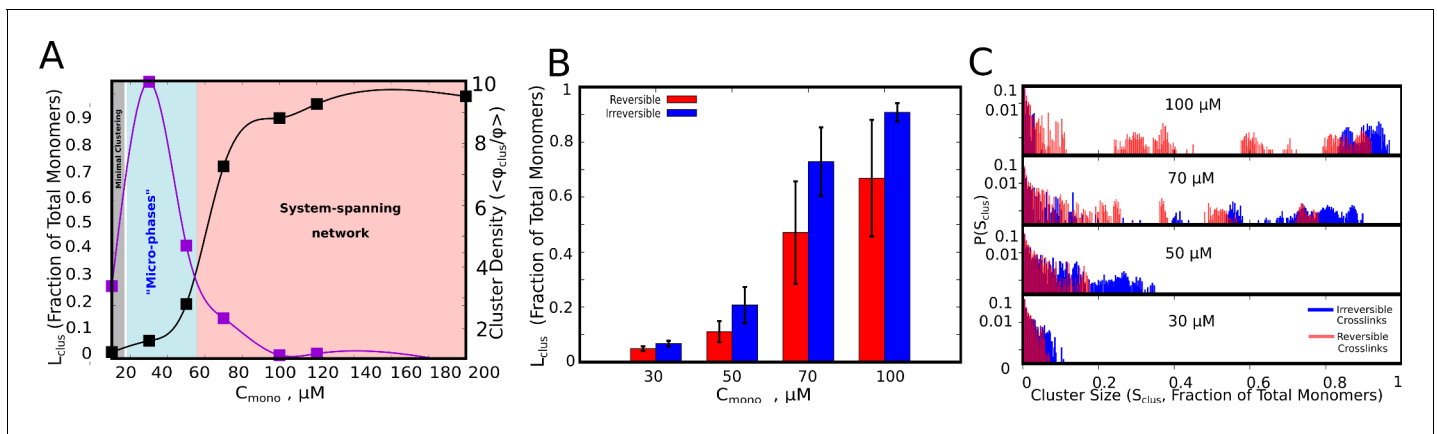 A
L_clus (Fraction of Total Monomers)
0.9
0.8
0.7
0.6
0.5
0.4
0.3
0.2
0.1
0
Minimal Clustering
"Micro-phases"
System-spanning
network
10
8
6
4
2
Cluster Density (<φ_clus/φ>)
20 40 60 80 100 120 140 160 180 200
C_mono , μM
B
L_clus (Fraction of Total Monomers)
1
0.8
0.6
0.4
0.2
0
Reversible
Irreversible
30 50 70 100
C_mono , μM
C
P(S_clus)
0.1
0.01
100 μM
0.1
0.01
70 μM
0.1
0.01
50 μM
0.1
0.01
0
30 μM
Irreversible
Crosslinks
Reversible
Crosslinks
0 0.2 0.4 0.6 0.8 1
Cluster Size (S_clus, Fraction of Total Monomers)